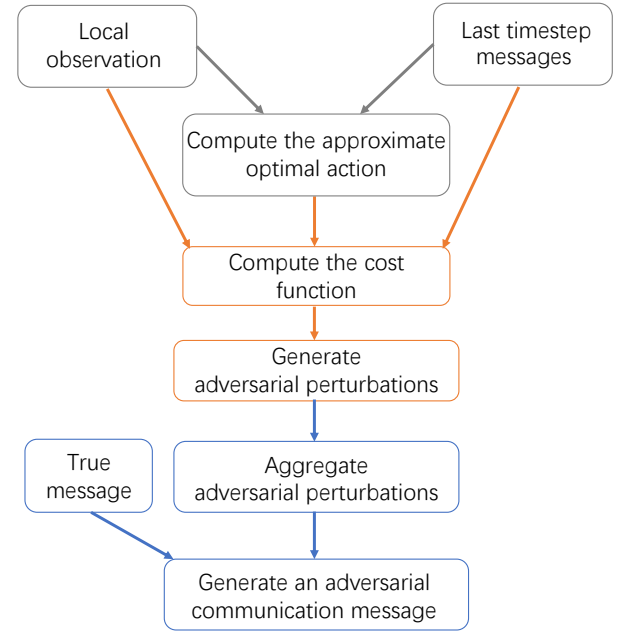 Local
observation
Last timestep
messages
Compute the approximate
optimal action
Compute the cost
function
Generate
adversarial perturbations
True
message
Aggregate
adversarial perturbations
Generate an adversarial
communication message